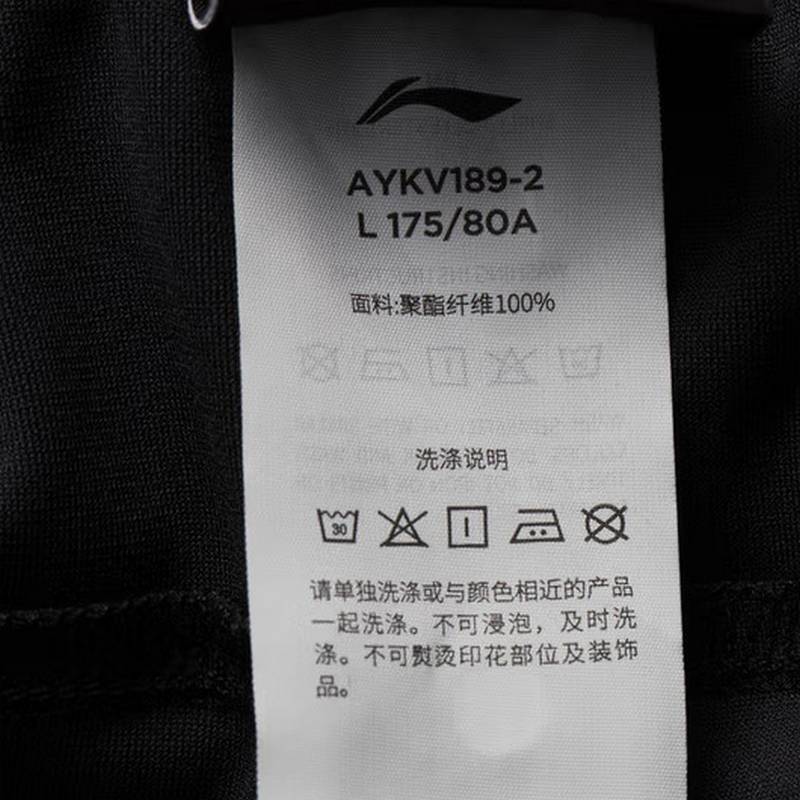 AYKV189-2
L 175/80A
面料:聚酯纤维100%
洗涤说明
30
请单独洗涤或与颜色相近的产品
一起洗涤。不可浸泡，及时洗
涤。不可熨烫印花部位及装饰
品。